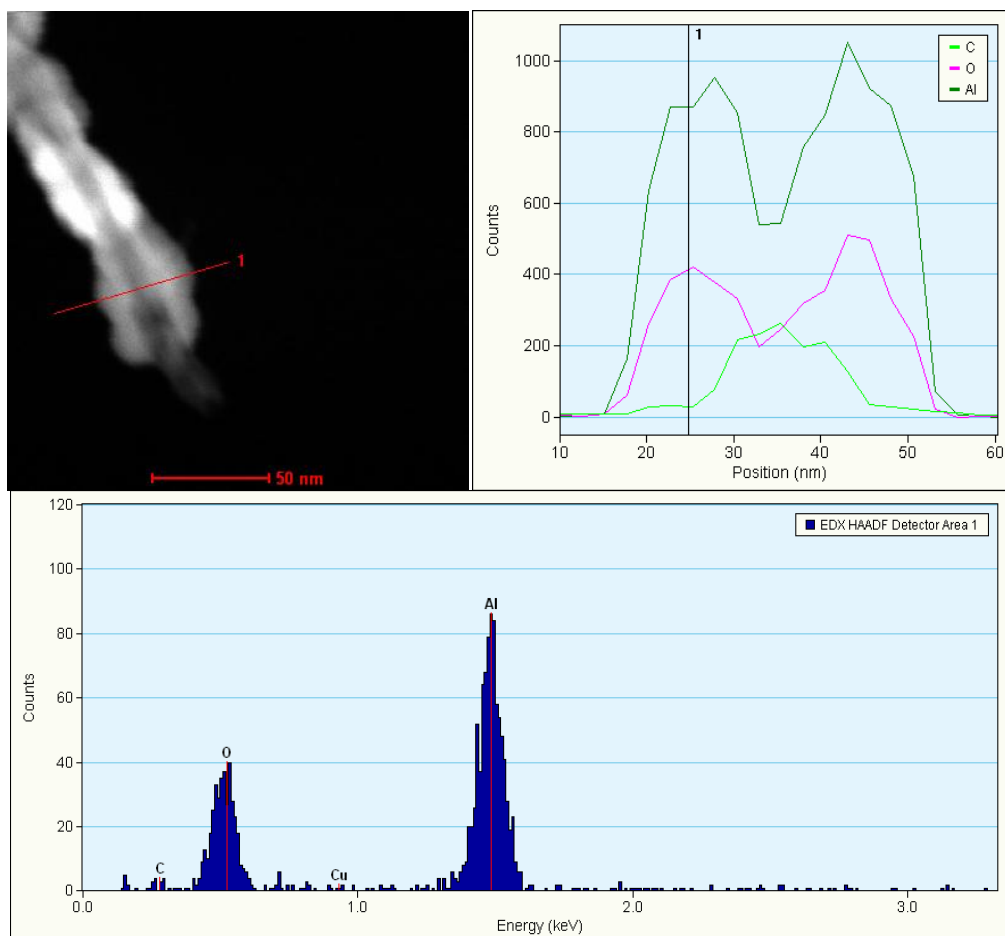 1
50 nm
1
C
O
Al
1000
800
600
400
200
0
Counts
10 20 30 40 50 60
Position (nm)
EDX HAADF Detector Area 1
120
100
80
60
40
20
0
Counts
Al
O
C
Cu
0.0 1.0 2.0 3.0
Energy (keV)